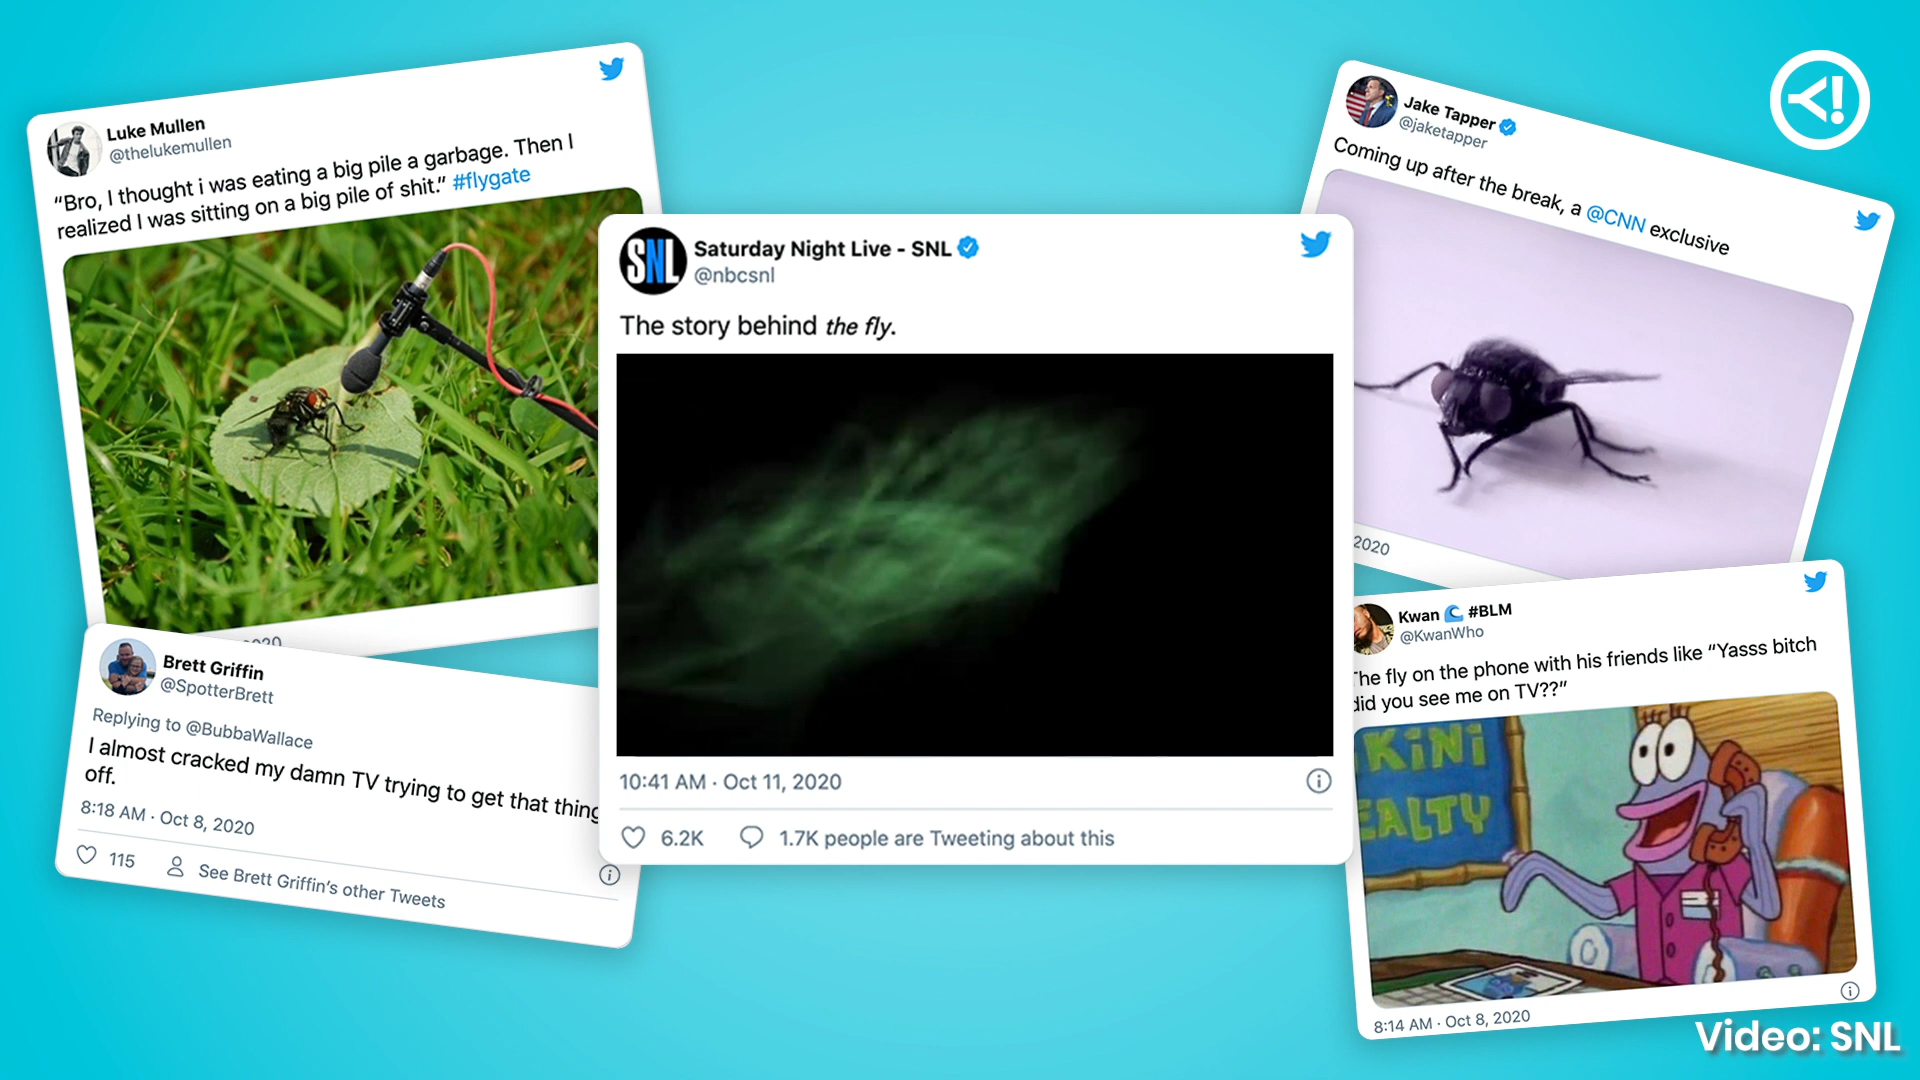 Luke Mullen
@thelukemullen
“Bro, I thought i was eating a big pile a garbage. Then I
realized I was sitting on a big pile of shit.” #flygate
Brett Griffin
@SpotterBrett
Replying to @BubbaWallace
I almost cracked my damn TV trying to get that thing
off.
8:18 AM · Oct 8, 2020
115 See Brett Griffin’s other Tweets
SNL
Saturday Night Live - SNL
@nbcsnl
The story behind the fly.
10:41 AM · Oct 11, 2020
6.2K 1.7K people are Tweeting about this
Jake Tapper
@jaketapper
Coming up after the break, a @CNN exclusive
2020
Kwan #BLM
@KwanWho
The fly on the phone with his friends like “Yasss bitch
did you see me on TV??”
KiNi
EALTY
8:14 AM · Oct 8, 2020
Video: SNL